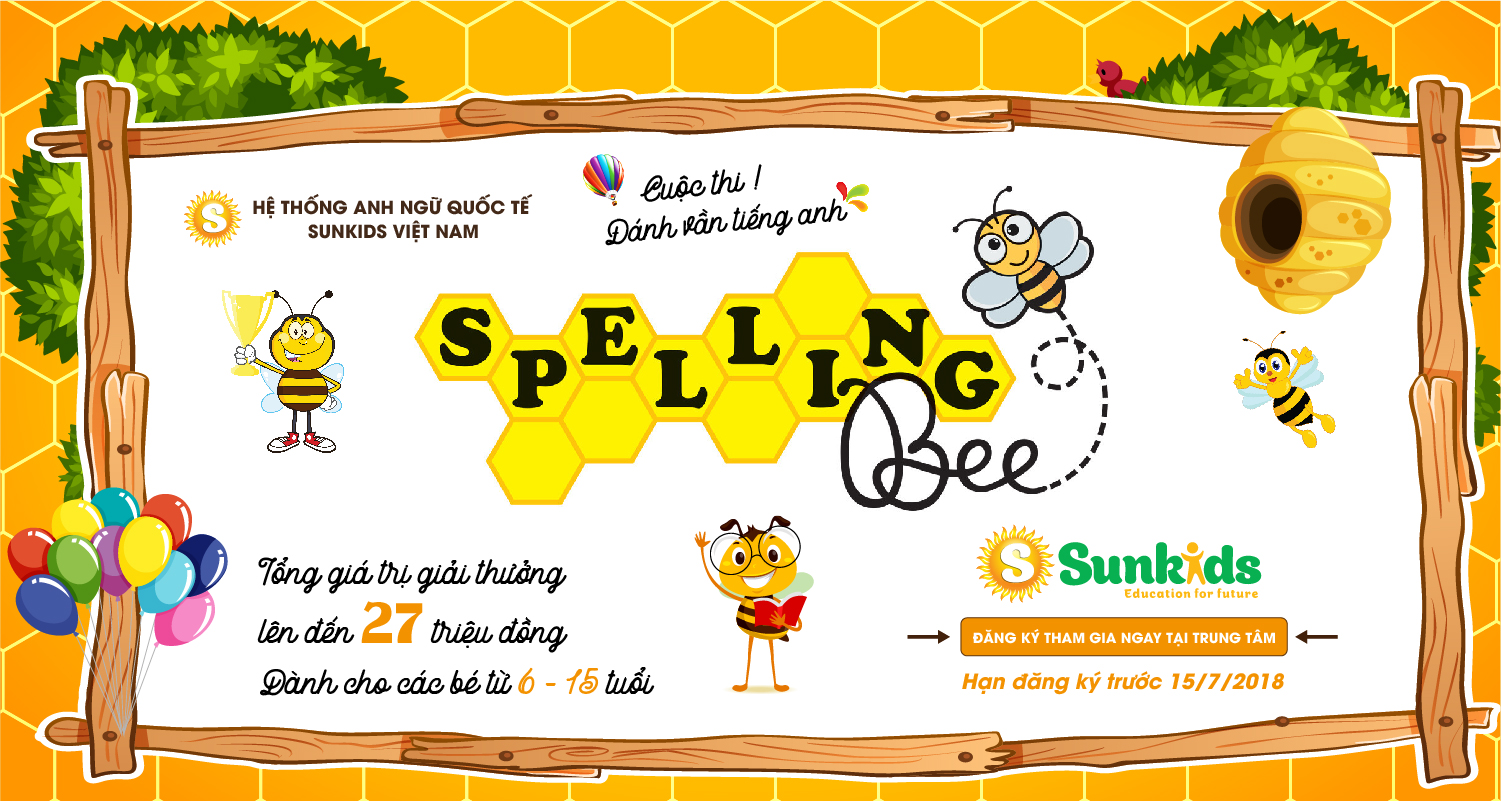 S
HỆ THỐNG ANH NGỮ QUỐC TẾ
SUNKIDS VIỆT NAM
Cuộc thi !
Đánh vần tiếng anh
SPELLING
Bee
Tổng giá trị giải thưởng
lên đến 27 triệu đồng
Dành cho các bé từ 6 - 15 tuổi
S Sunkids
Education for future
ĐĂNG KÝ THAM GIA NGAY TẠI TRUNG TÂM
Hạn đăng ký trước 15/7/2018